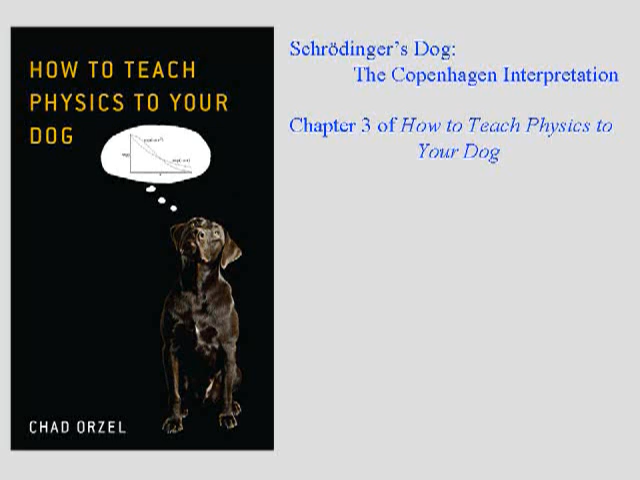 HOW TO TEACH
PHYSICS TO YOUR
DOG
CHAD ORZEL
Schrödinger's Dog:
The Copenhagen Interpretation
Chapter 3 of How to Teach Physics to
Your Dog